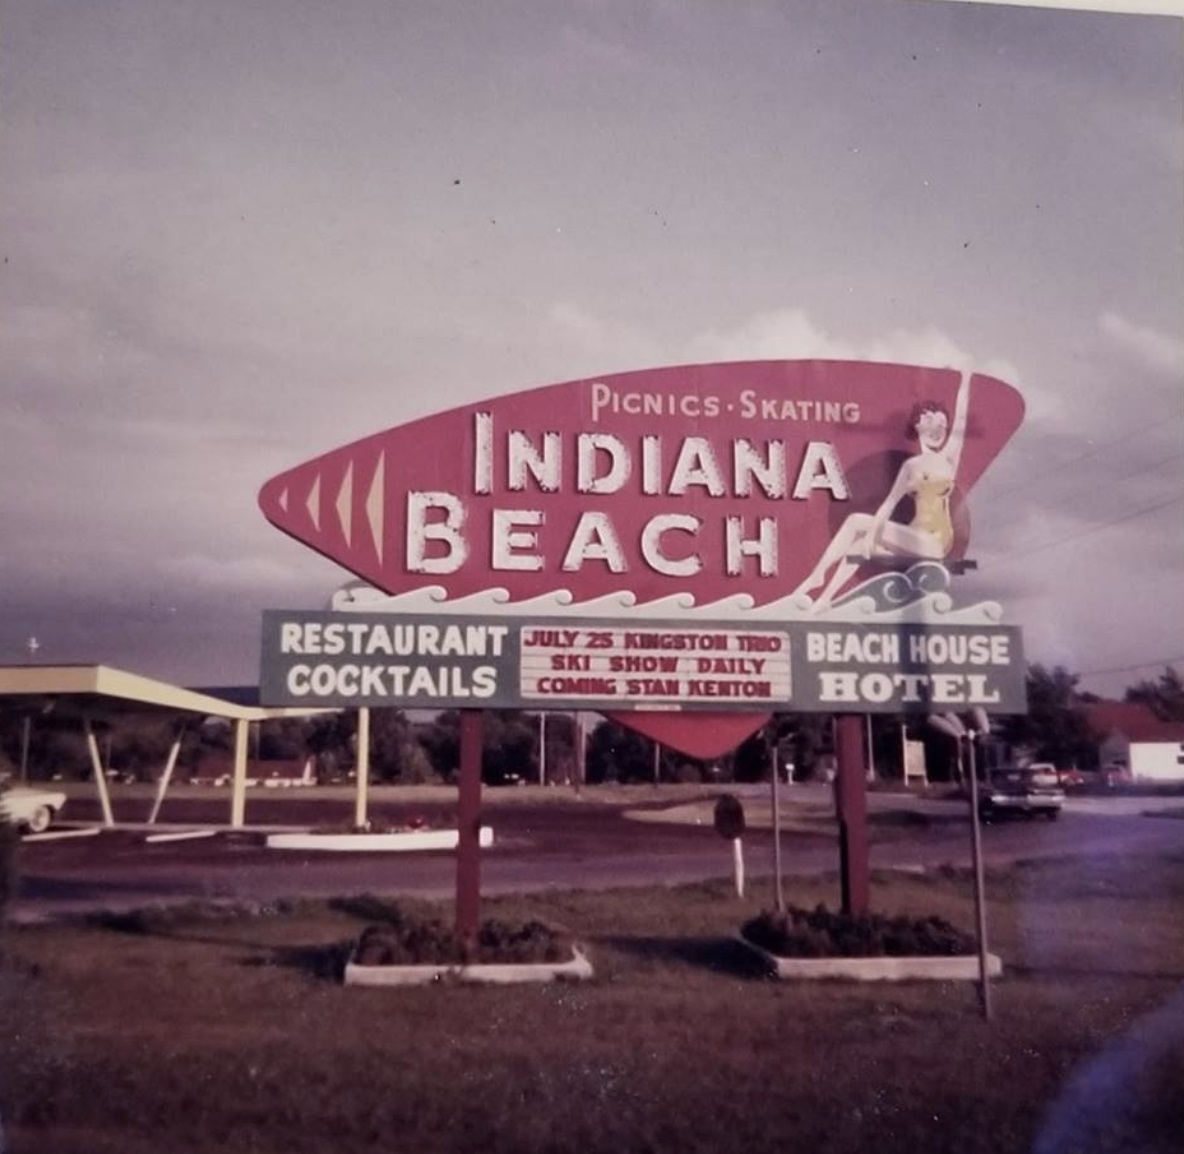 PICNICS · SKATING
INDIANA
BEACH
RESTAURANT
COCKTAILS
JULY 25 KINGSTON TRIO
SKI SHOW DAILY
COMING STAN KENTON
BEACH HOUSE
HOTEL